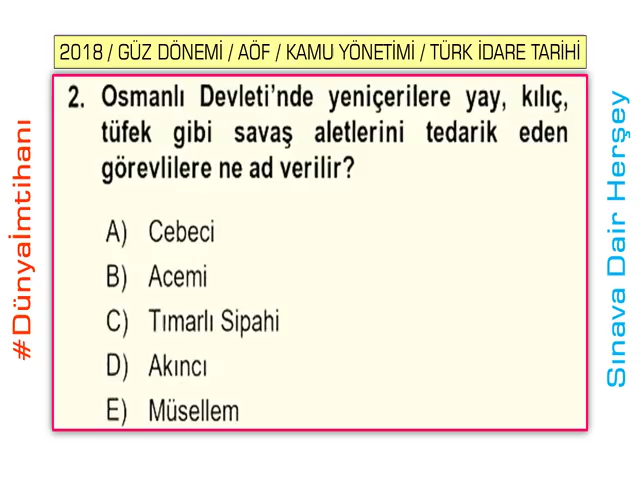 2018 / GÜZ DÖNEMİ / AÖF / KAMU YÖNETİMİ / TÜRK İDARE TARİHİ
2. Osmanlı Devleti’nde yeniçerilere yay, kılıç,
tüfek gibi savaş aletlerini tedarik eden
görevlilere ne ad verilir?
A) Cebeci
B) Acemi
C) Tımarlı Sipahi
D) Akıncı
E) Müsellem
#Dünyaİmtihanı
Sınava Dair Herşey